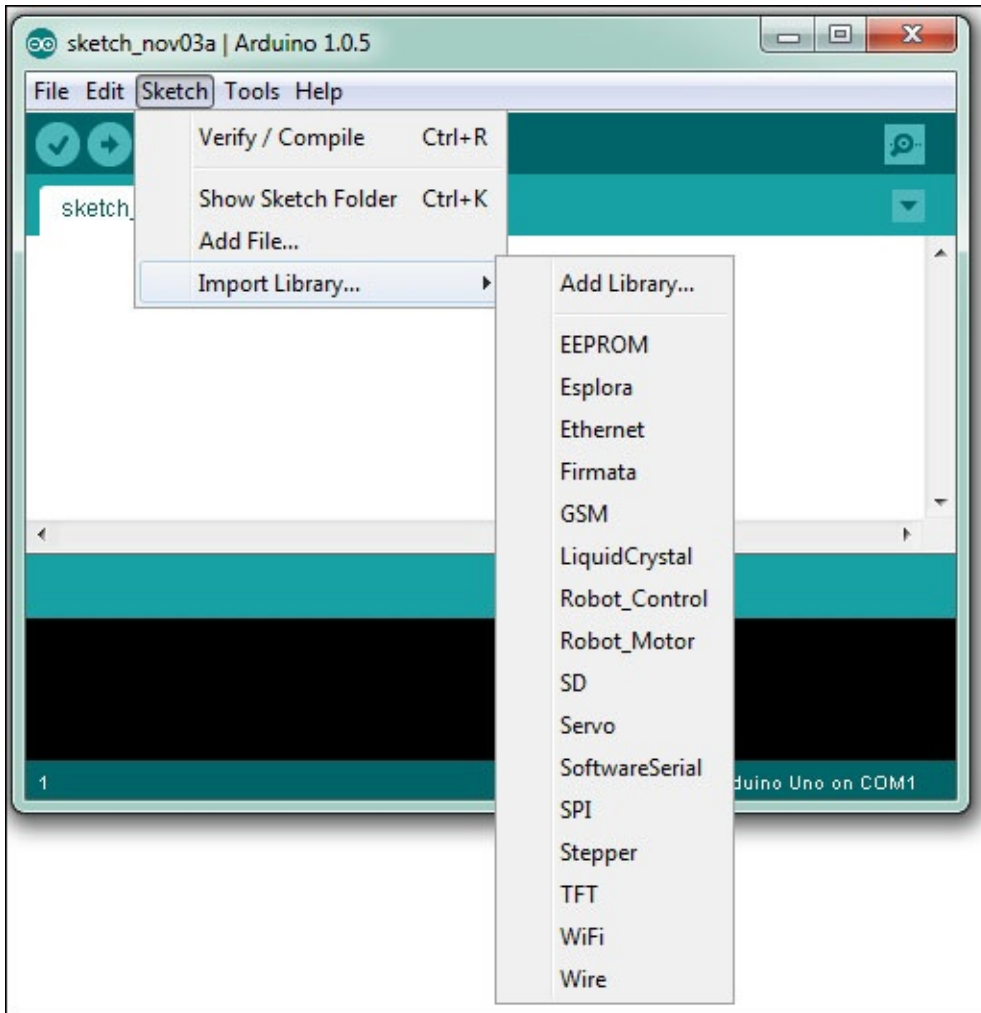 sketch_nov03a | Arduino 1.0.5
File Edit Sketch Tools Help
Verify / Compile Ctrl+R
Show Sketch Folder Ctrl+K
sketch_
Add File...
Import Library...
Add Library...
EEPROM
Esplora
Ethernet
Firmata
GSM
LiquidCrystal
Robot_Control
Robot_Motor
SD
Servo
SoftwareSerial
SPI
Stepper
TFT
WiFi
Wire
1
duino Uno on COM1